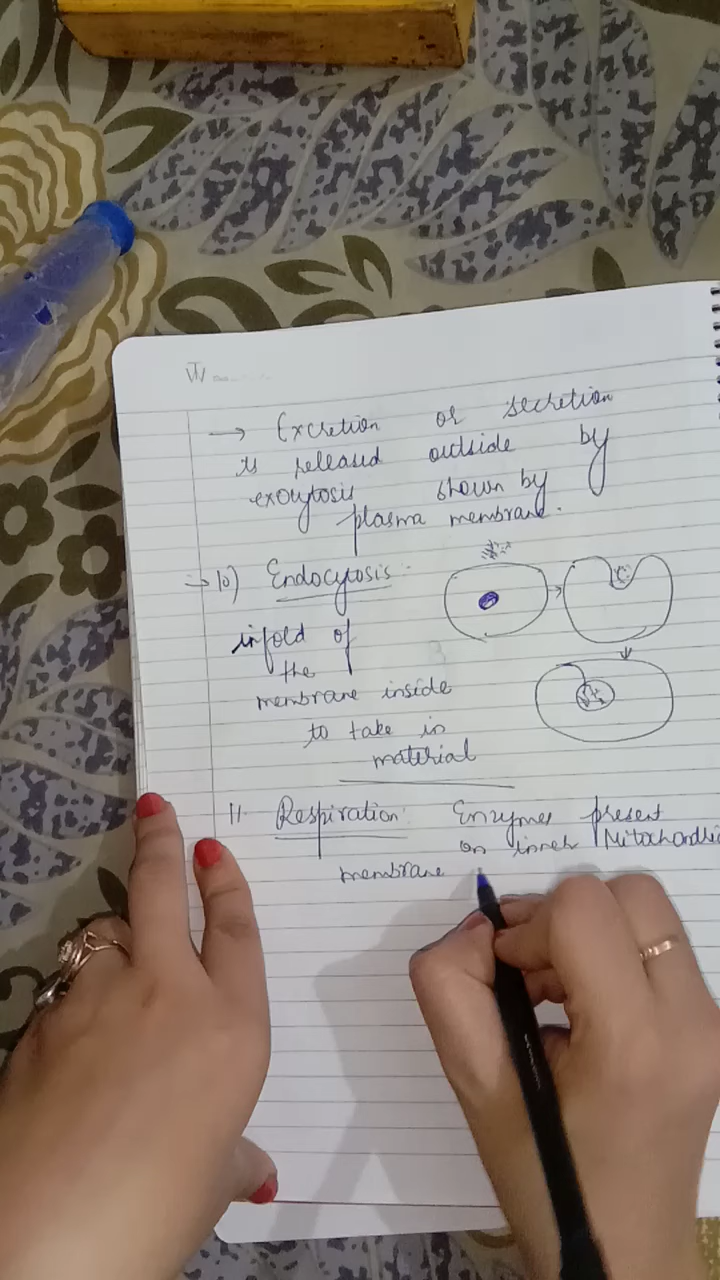 → Excretion or secretion
is released outside by
exocytosis shown by
plasma membrane.
→ 10) Endocytosis:
infold of
the
membrane inside
to take in
material
11. Respiration: Enzymes present
on inner Mitochondria
membrane